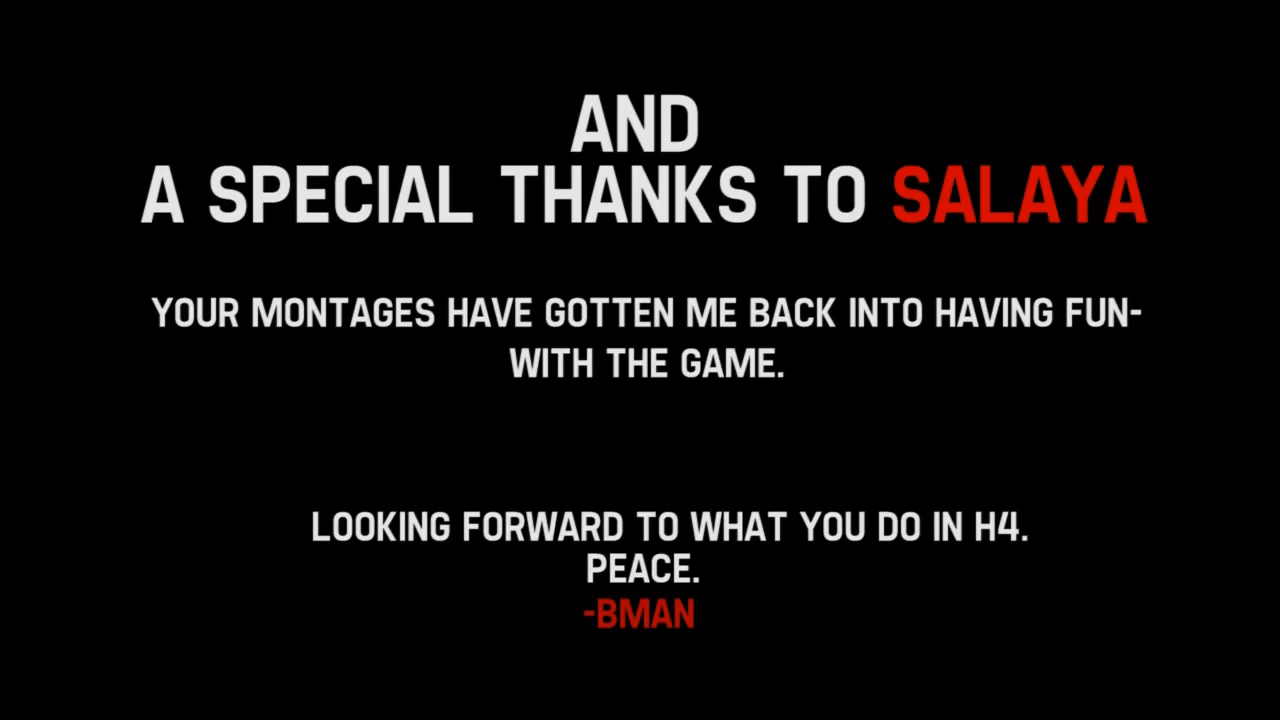 AND
A SPECIAL THANKS TO SALAYA
YOUR MONTAGES HAVE GOTTEN ME BACK INTO HAVING FUN-
WITH THE GAME.
LOOKING FORWARD TO WHAT YOU DO IN H4.
PEACE.
-BMAN